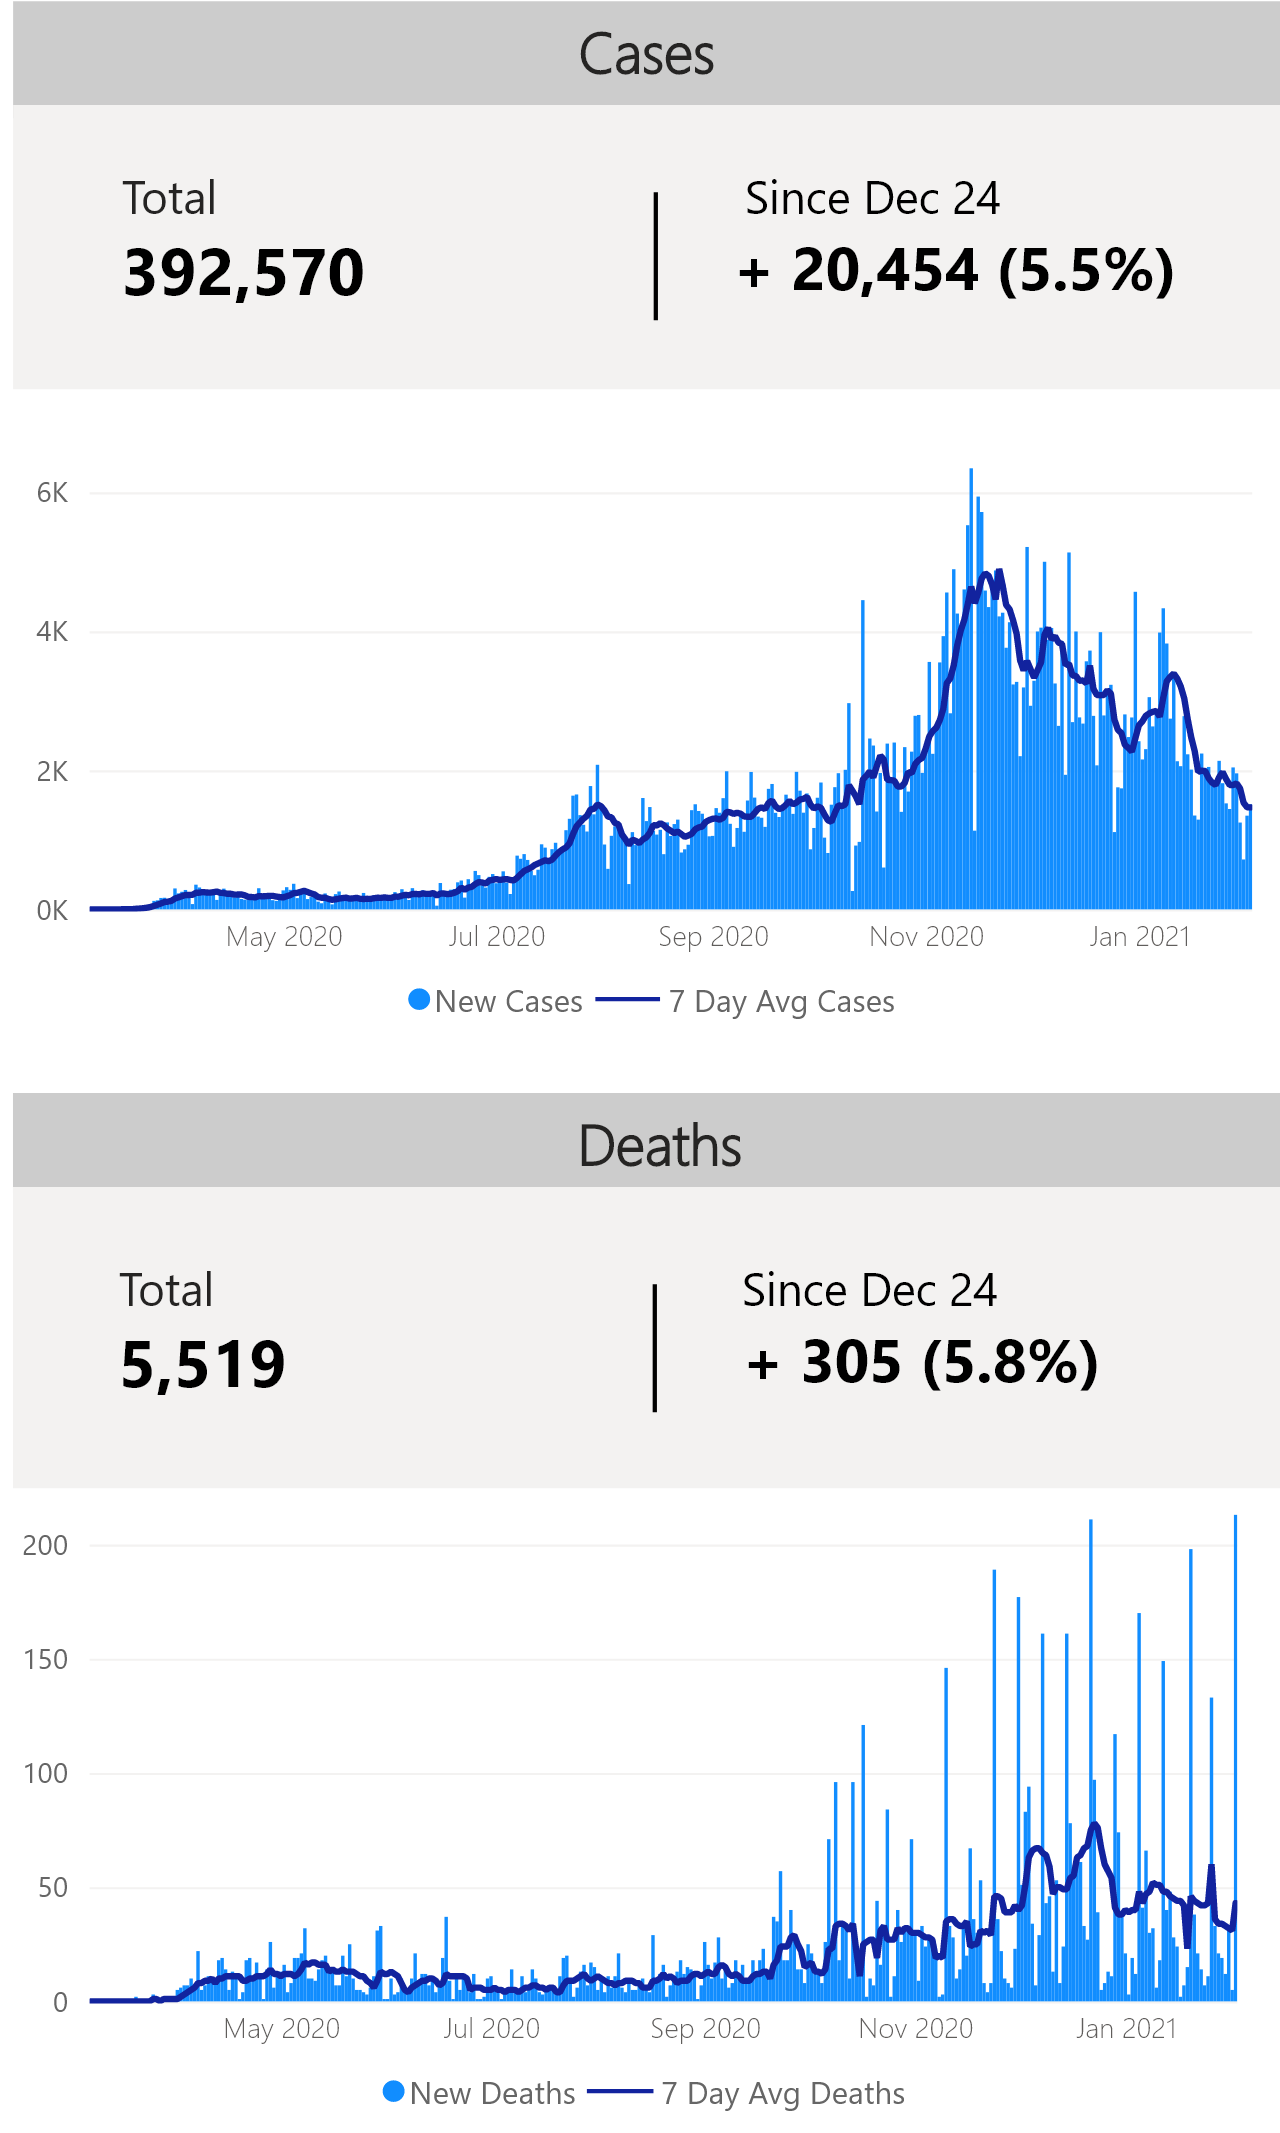 Cases
Total
Since Dec 24
392,570
+ 20,454 (5.5%)
6K
4K
2K
0K
May 2020
Jul 2020
Sep 2020
Nov 2020
Jan 2021
New Cases
7 Day Avg Cases
Deaths
Total
Since Dec 24
5,519
+ 305 (5.8%)
200
150
100
50
0
May 2020
Jul 2020
Sep 2020
Nov 2020
Jan 2021
New Deaths
7 Day Avg Deaths